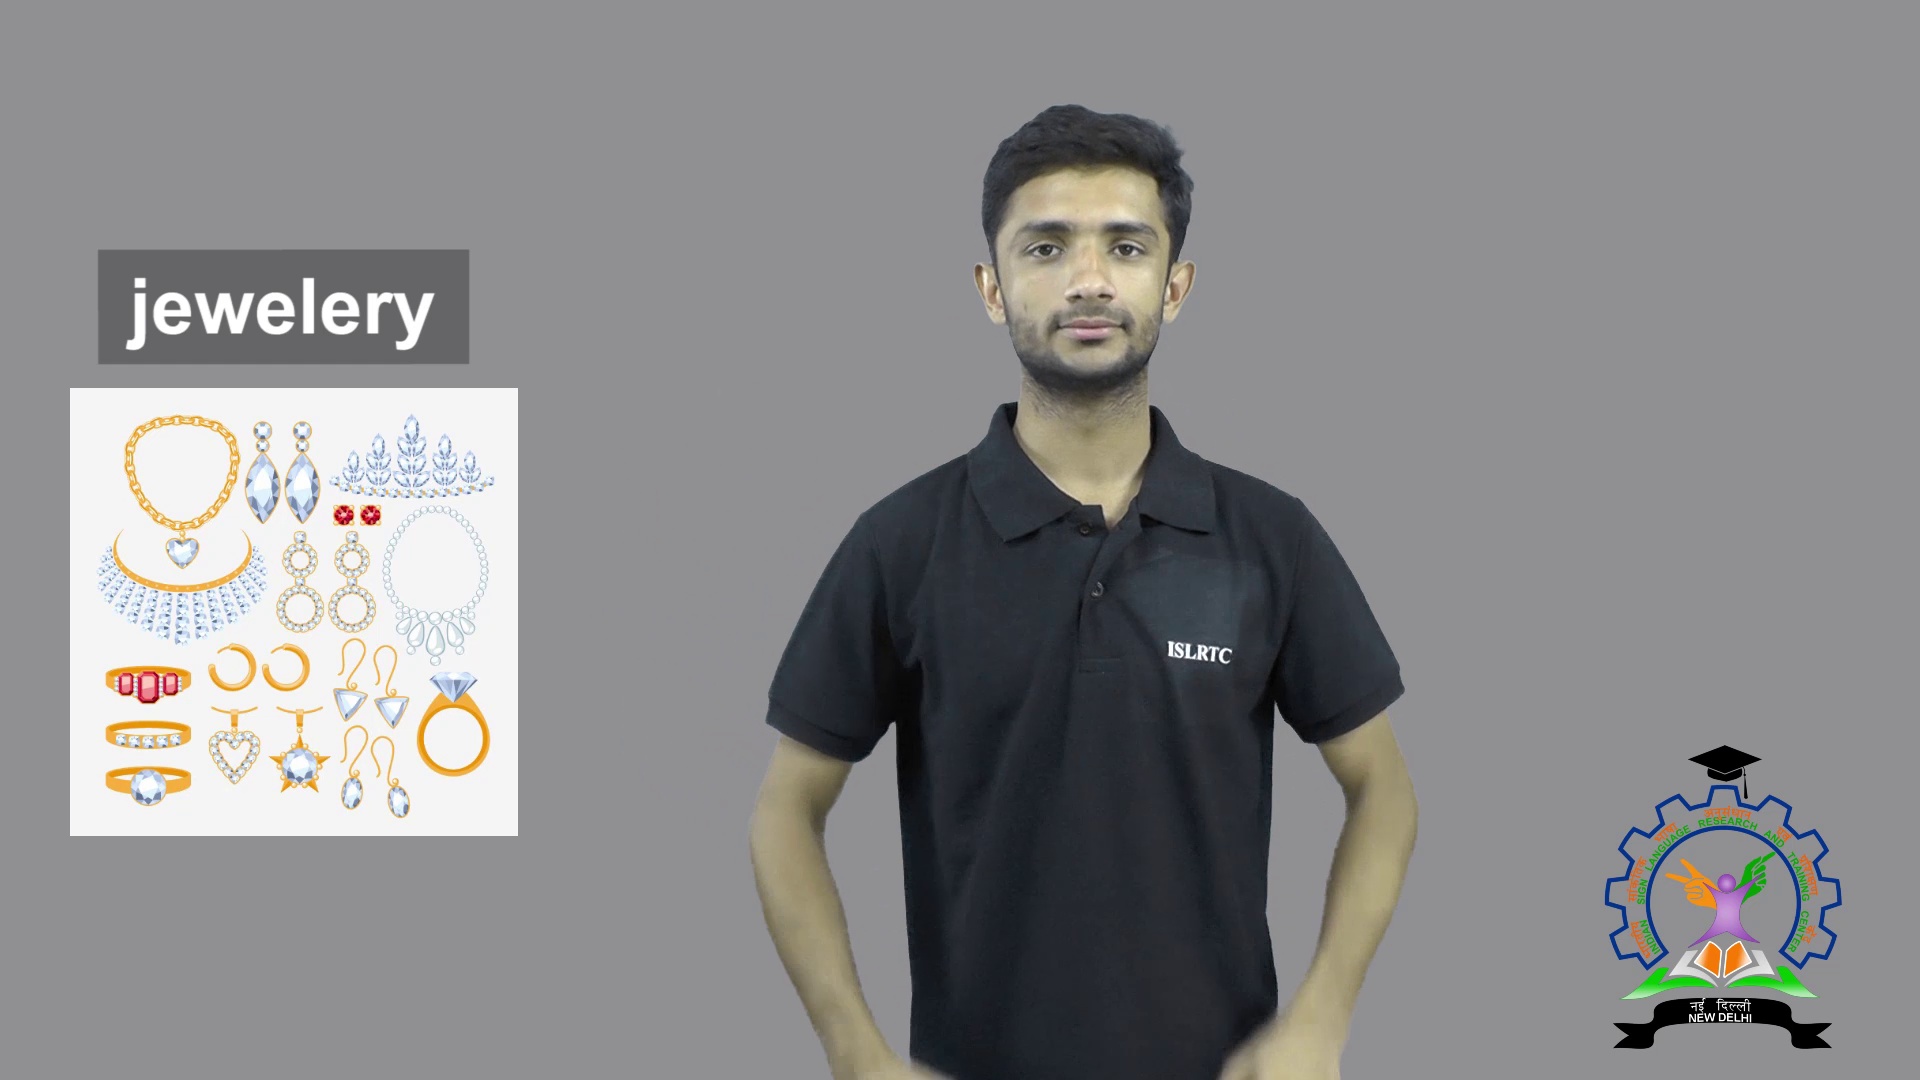 jewelery
ISLRTC
INDIAN SIGN LANGUAGE RESEARCH AND TRAINING CENTER
नई दिल्ली
NEW DELHI